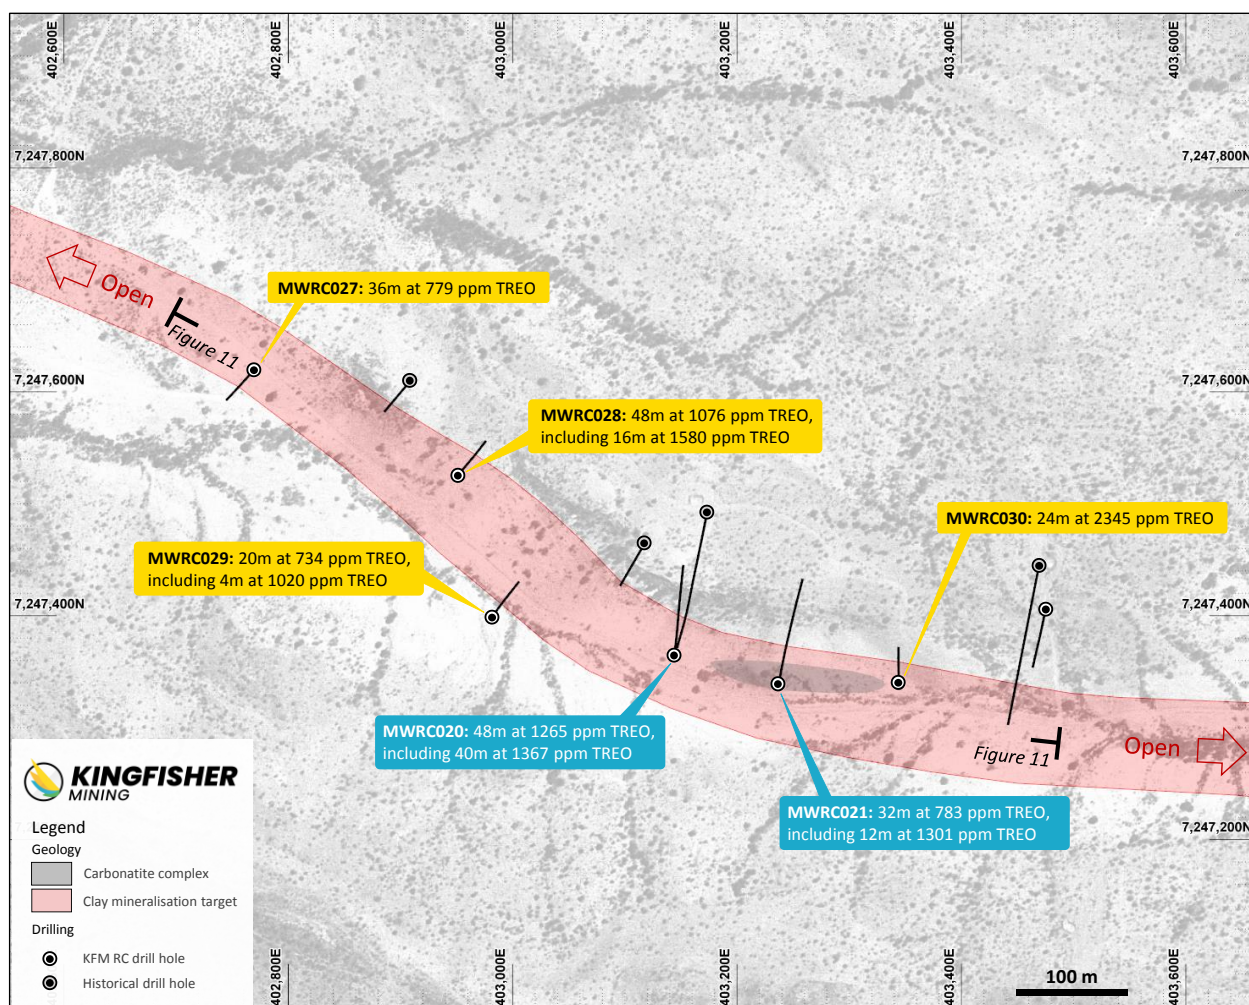 402,600E
402,800E
403,000E
403,200E
403,400E
403,600E
7,247,800N
7,247,800N
Open
MWRC027: 36m at 779 ppm TREO
Figure 11
7,247,600N
7,247,600N
MWRC028: 48m at 1076 ppm TREO,
including 16m at 1580 ppm TREO
MWRC030: 24m at 2345 ppm TREO
MWRC029: 20m at 734 ppm TREO,
including 4m at 1020 ppm TREO
7,247,400N
7,247,400N
MWRC020: 48m at 1265 ppm TREO,
including 40m at 1367 ppm TREO
Figure 11
Open
MWRC021: 32m at 783 ppm TREO,
including 12m at 1301 ppm TREO
7,247,200N
KINGFISHER
MINING
Legend
Geology
Carbonatite complex
Clay mineralisation target
Drilling
KFM RC drill hole
Historical drill hole
402,800E
403,000E
403,200E
403,400E
403,600E
100 m